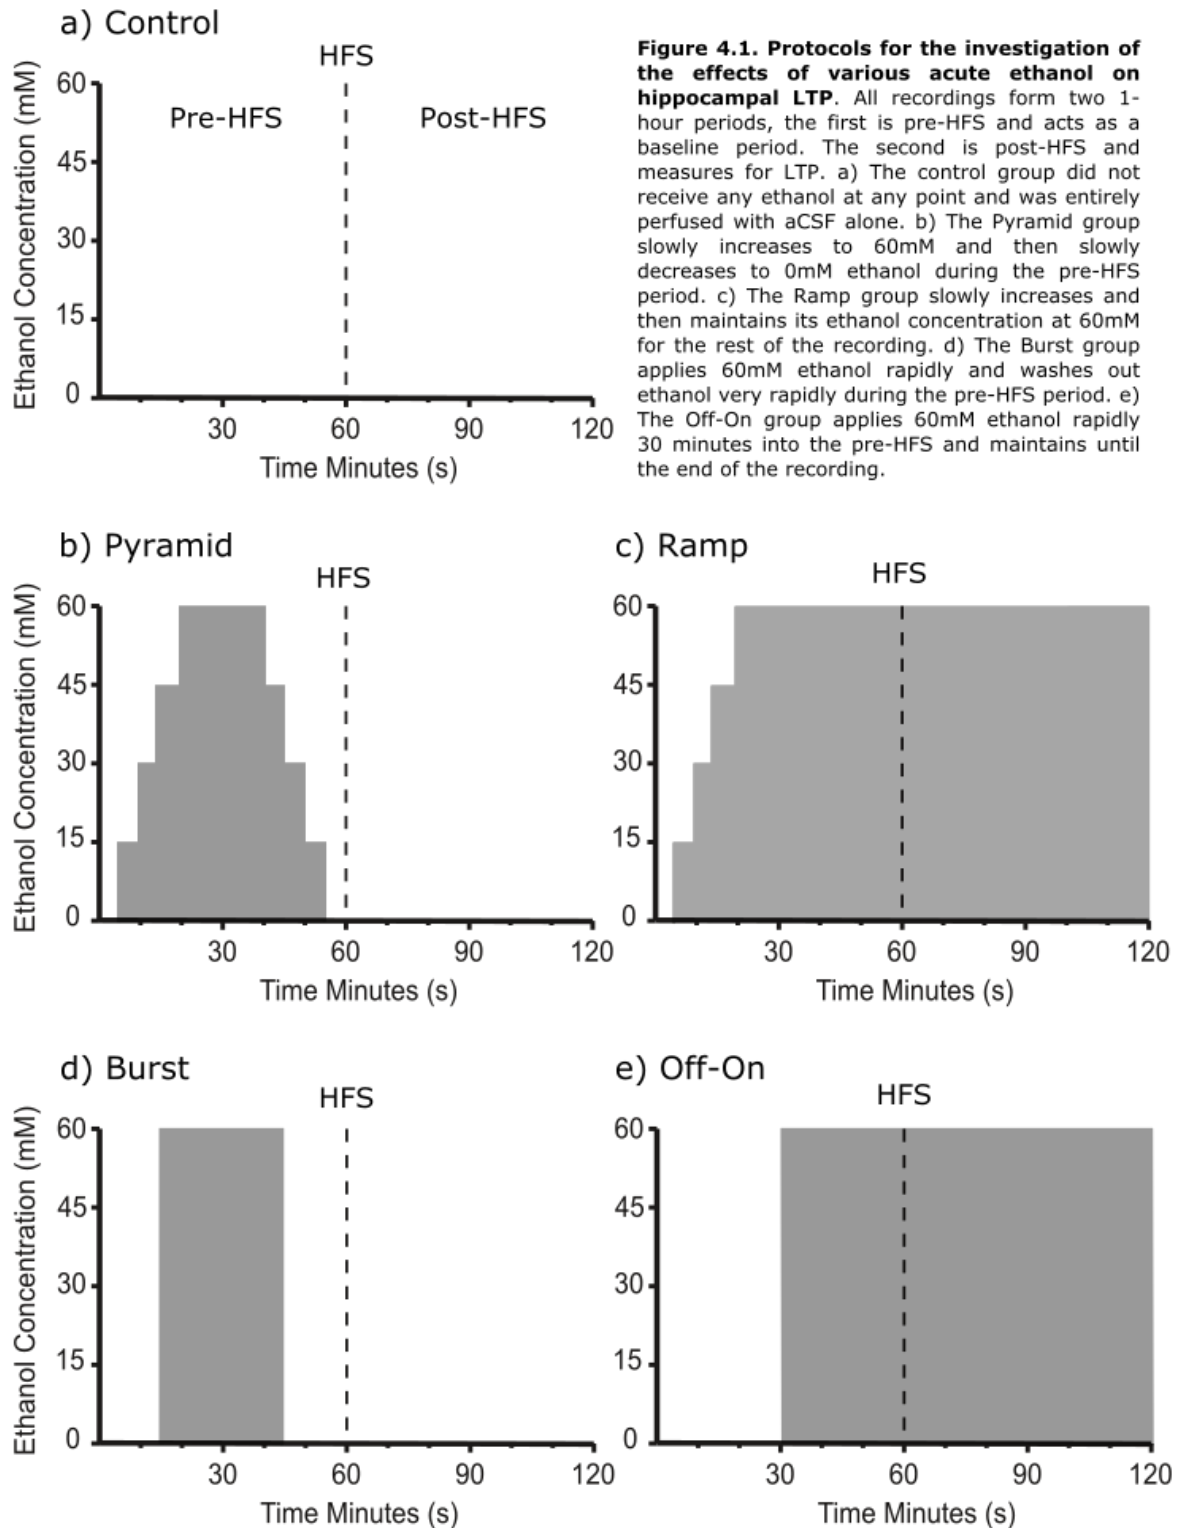 a) Control
HFS
Pre-HFS
Post-HFS
60
45
30
15
0
Ethanol Concentration (mM)
30 60 90 120
Time Minutes (s)
Figure 4.1. Protocols for the investigation of
the effects of various acute ethanol on
hippocampal LTP. All recordings form two 1-
hour periods, the first is pre-HFS and acts as a
baseline period. The second is post-HFS and
measures for LTP. a) The control group did not
receive any ethanol at any point and was entirely
perfused with aCSF alone. b) The Pyramid group
slowly increases to 60mM and then slowly
decreases to 0mM ethanol during the pre-HFS
period. c) The Ramp group slowly increases and
then maintains its ethanol concentration at 60mM
for the rest of the recording. d) The Burst group
applies 60mM ethanol rapidly and washes out
ethanol very rapidly during the pre-HFS period. e)
The Off-On group applies 60mM ethanol rapidly
30 minutes into the pre-HFS and maintains until
the end of the recording.
b) Pyramid
HFS
60
45
30
15
0
Ethanol Concentration (mM)
30 60 90 120
Time Minutes (s)
c) Ramp
HFS
60
45
30
15
0
30 60 90 120
Time Minutes (s)
d) Burst
HFS
60
45
30
15
0
Ethanol Concentration (mM)
30 60 90 120
Time Minutes (s)
e) Off-On
HFS
60
45
30
15
0
30 60 90 120
Time Minutes (s)